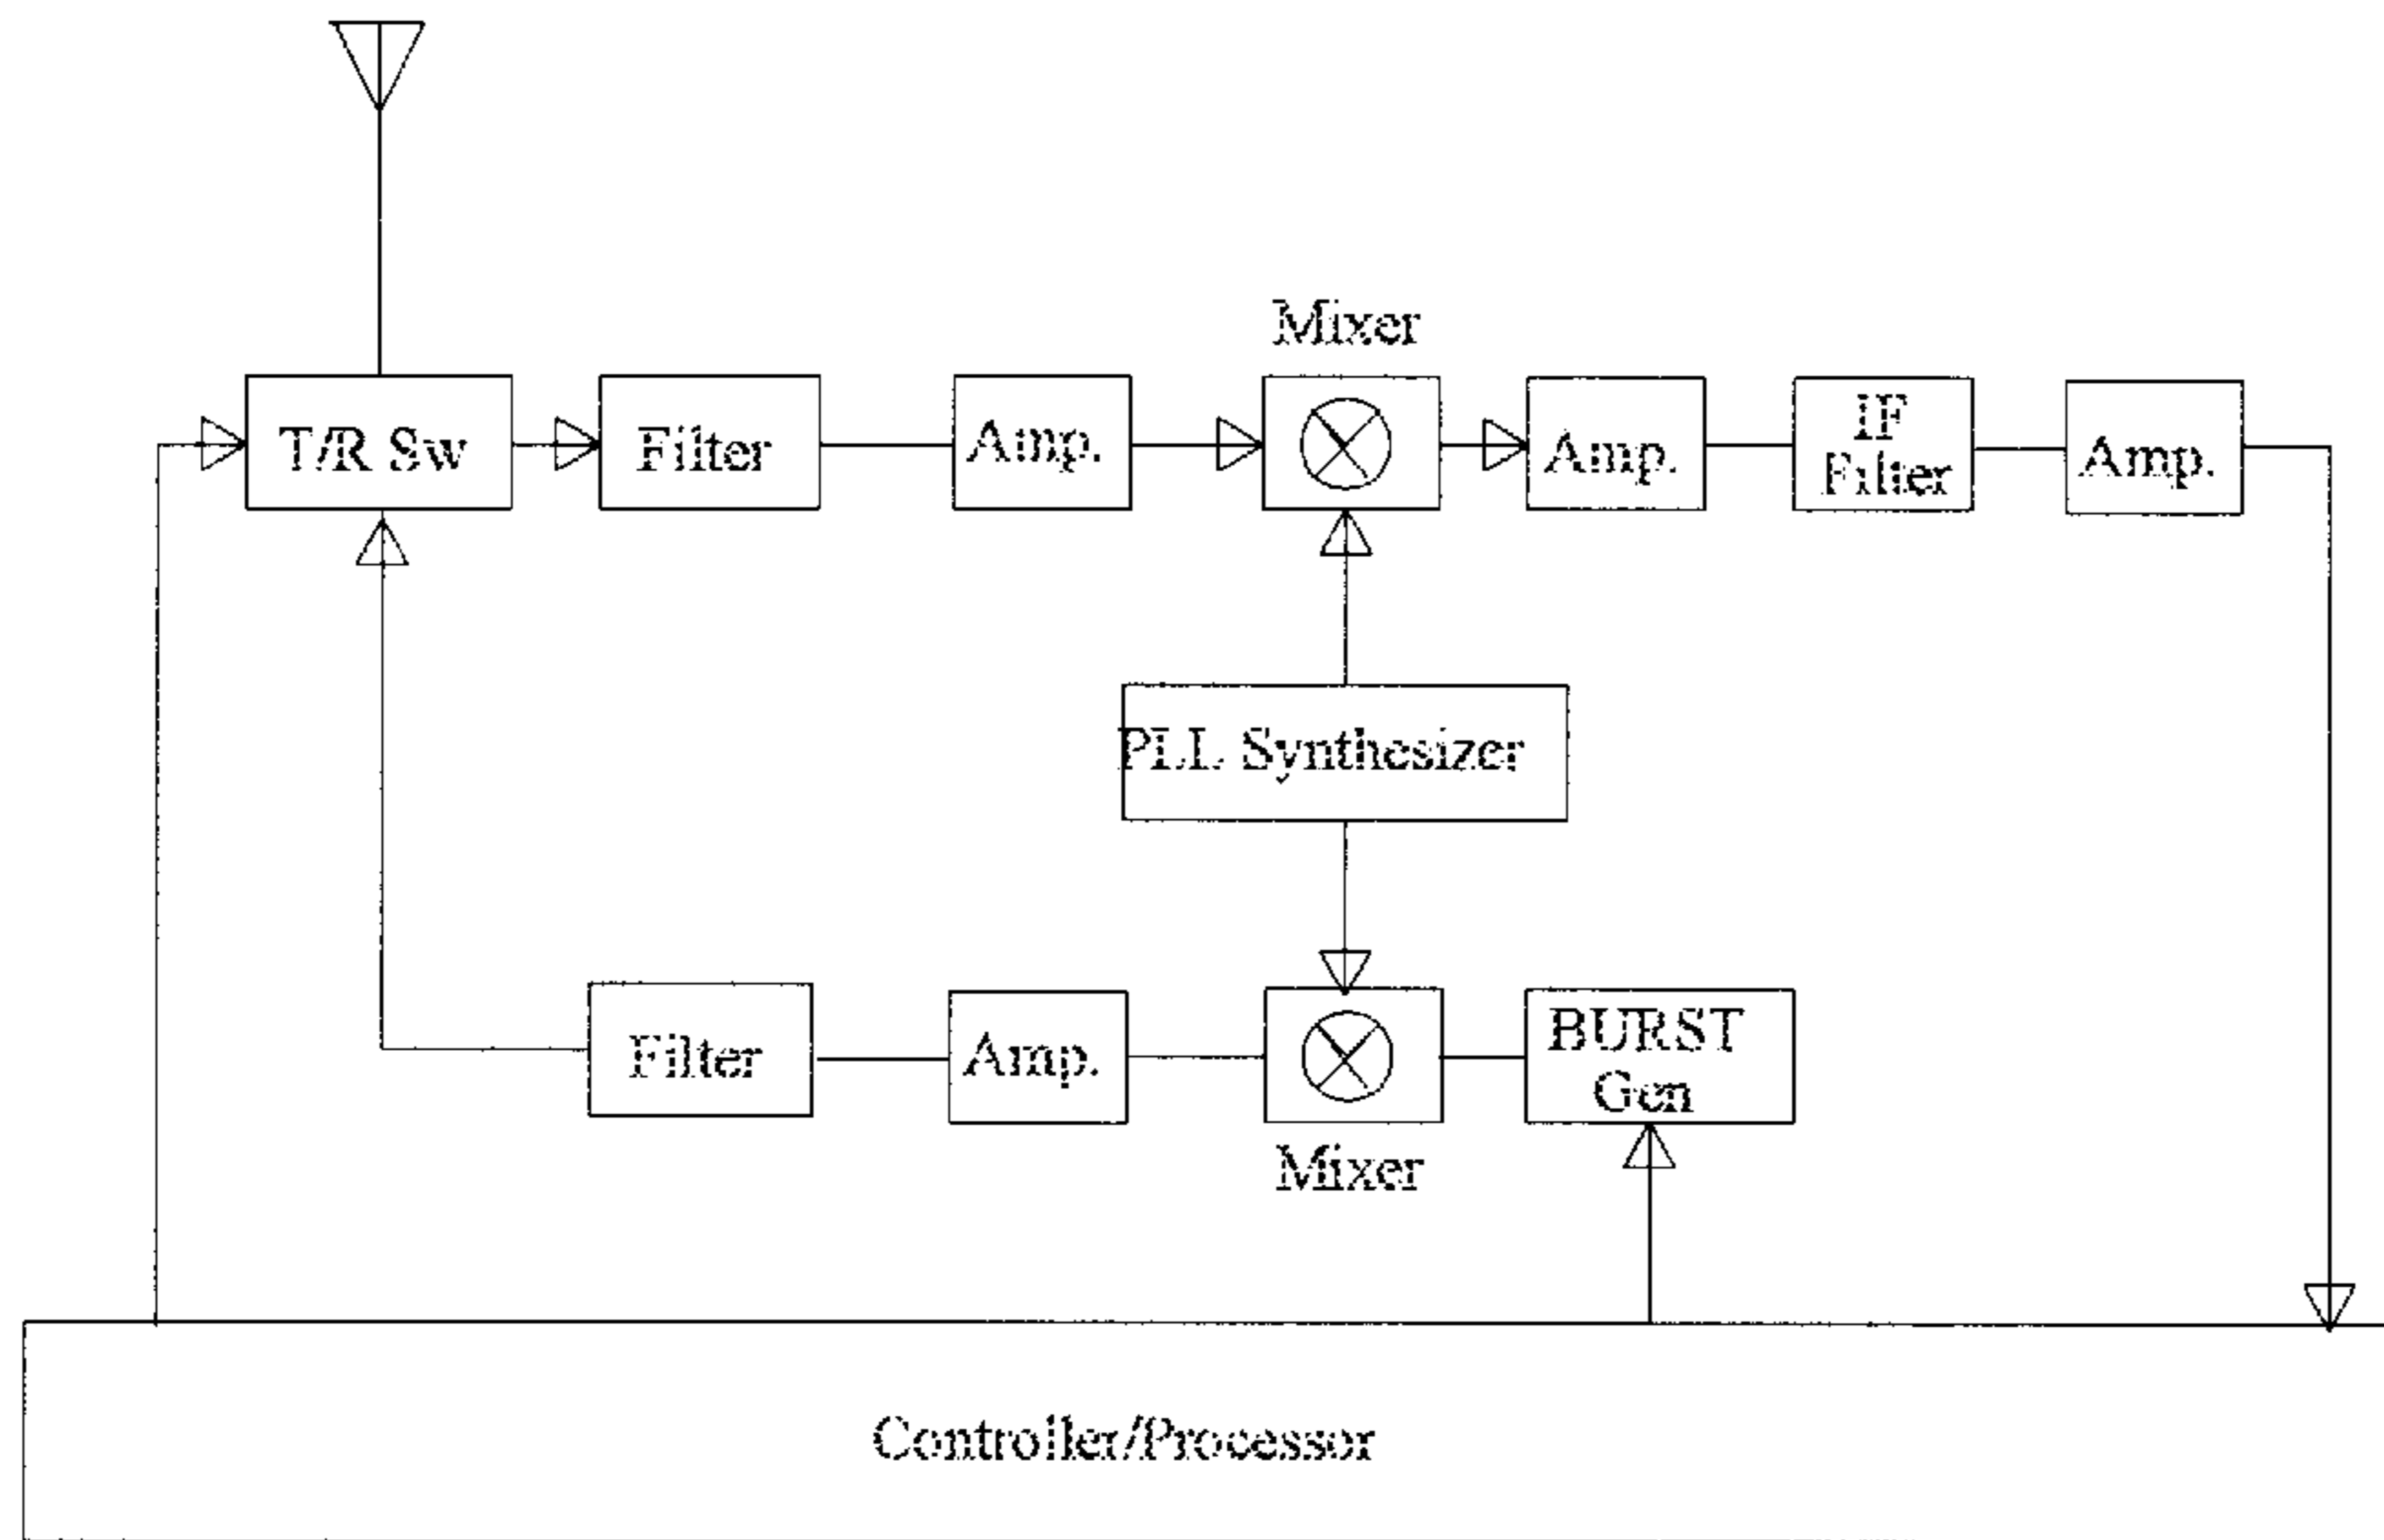 Mixer
T/R Sw
Filter
Amp.
Amp.
IF
Filter
Amp.
PLL Synthesizer
Filter
Amp.
BURST
Gen
Mixer
Controller/Processor